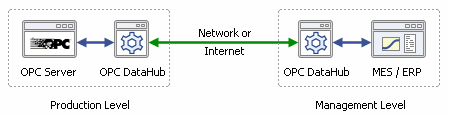 Network or
Internet
OPC
OPC Server
OPC DataHub
OPC DataHub
MES / ERP
Production Level
Management Level